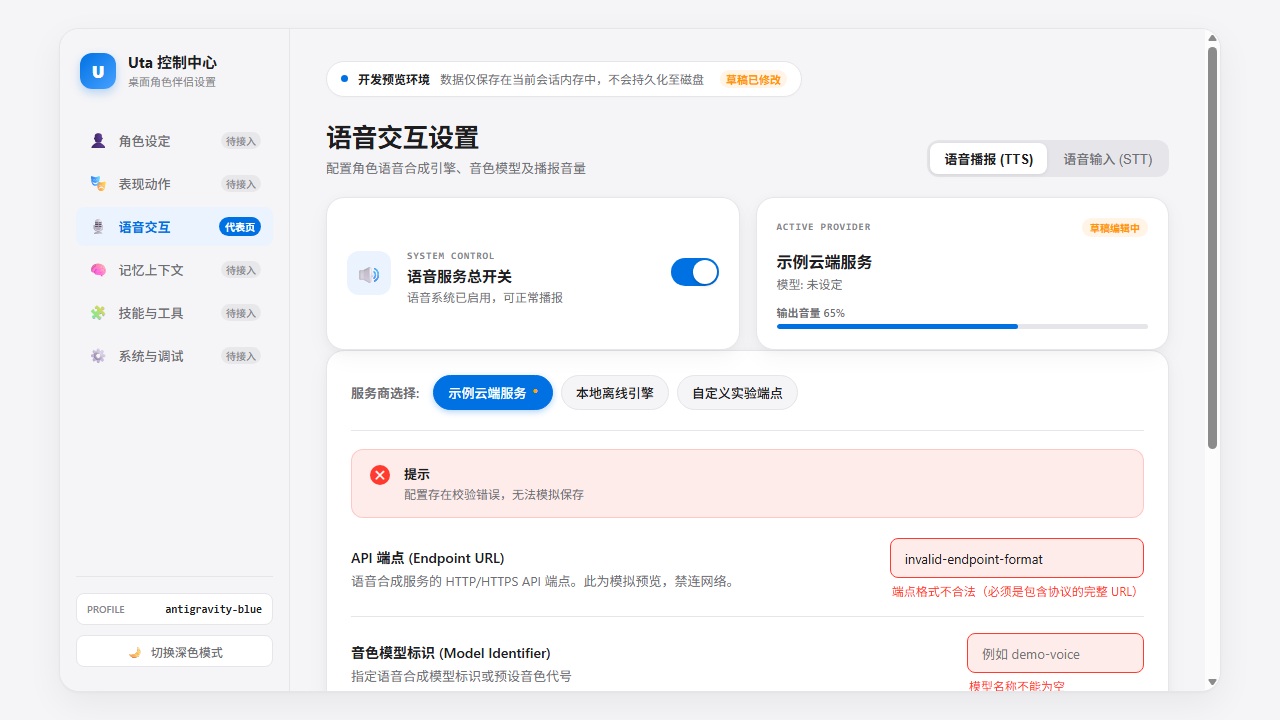 U
Uta 控制中心
桌面角色伴侣设置
角色设定 待接入
表现动作 待接入
语音交互 代表页
记忆上下文 待接入
技能与工具 待接入
系统与调试 待接入
PROFILE antigravity-blue
切换深色模式
开发预览环境 数据仅保存在当前会话内存中，不会持久化至磁盘 草稿已修改
语音交互设置
配置角色语音合成引擎、音色模型及播报音量
语音播报 (TTS) 语音输入 (STT)
SYSTEM CONTROL
语音服务总开关
语音系统已启用，可正常播报
ACTIVE PROVIDER 草稿编辑中
示例云端服务
模型: 未设定
输出音量 65%
服务商选择: 示例云端服务 本地离线引擎 自定义实验端点
提示
配置存在校验错误，无法模拟保存
API 端点 (Endpoint URL)
语音合成服务的 HTTP/HTTPS API 端点。此为模拟预览，禁连网络。
invalid-endpoint-format
端点格式不合法（必须是包含协议的完整 URL）
音色模型标识 (Model Identifier)
指定语音合成模型标识或预设音色代号
例如 demo-voice
模型名称不能为空